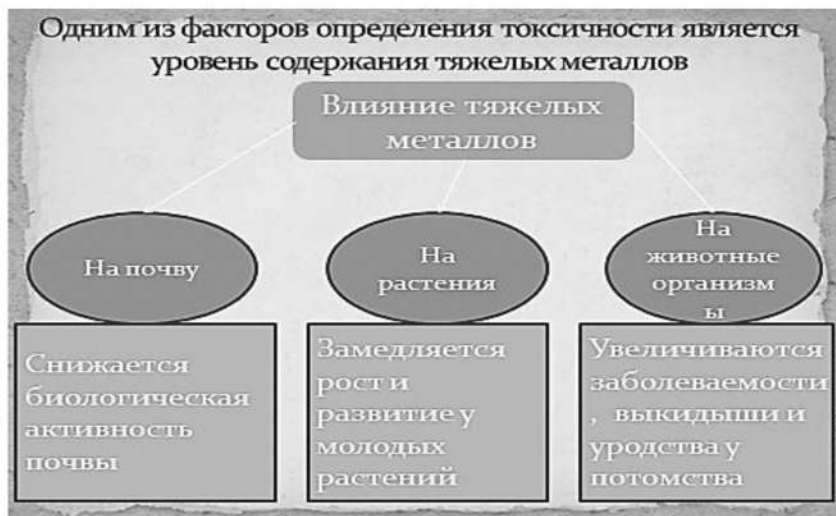 Одним из факторов определения токсичности является
уровень содержания тяжелых металлов
Влияние тяжелых
металлов
На почву
На
растения
На
животные
организм
ы
Снижается
биологическая
активность
почвы
Замедляется
рост и
развитие у
молодых
растений
Увеличиваются
заболеваемости
, выкидыши и
уродства у
потомства